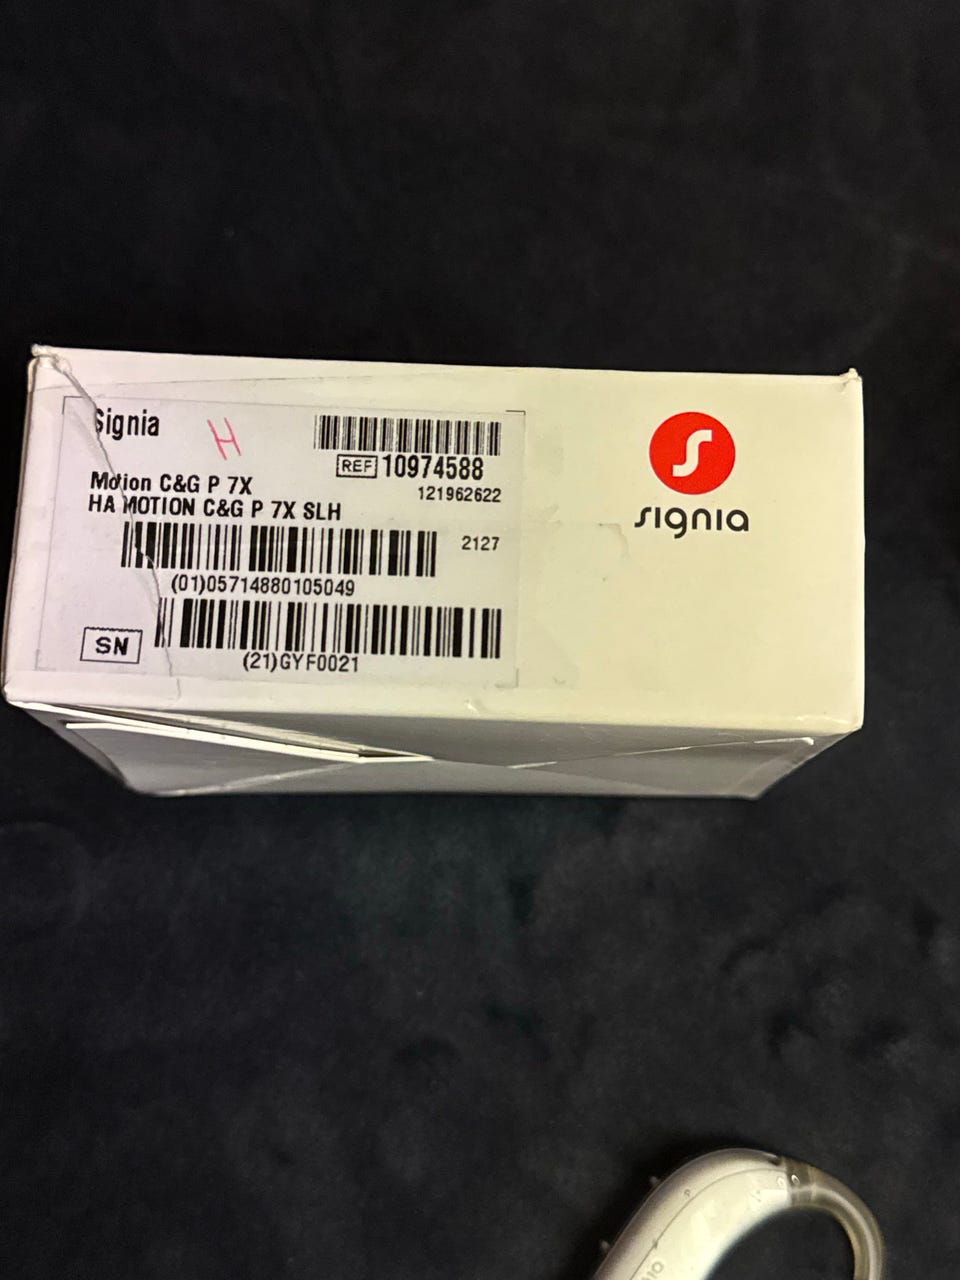 Signia
H
REF 10974588
121962622
Motion C&G P 7X
HA MOTION C&G P 7X SLH
2127
(01)05714880105049
SN
(21)GYF0021
S
signia